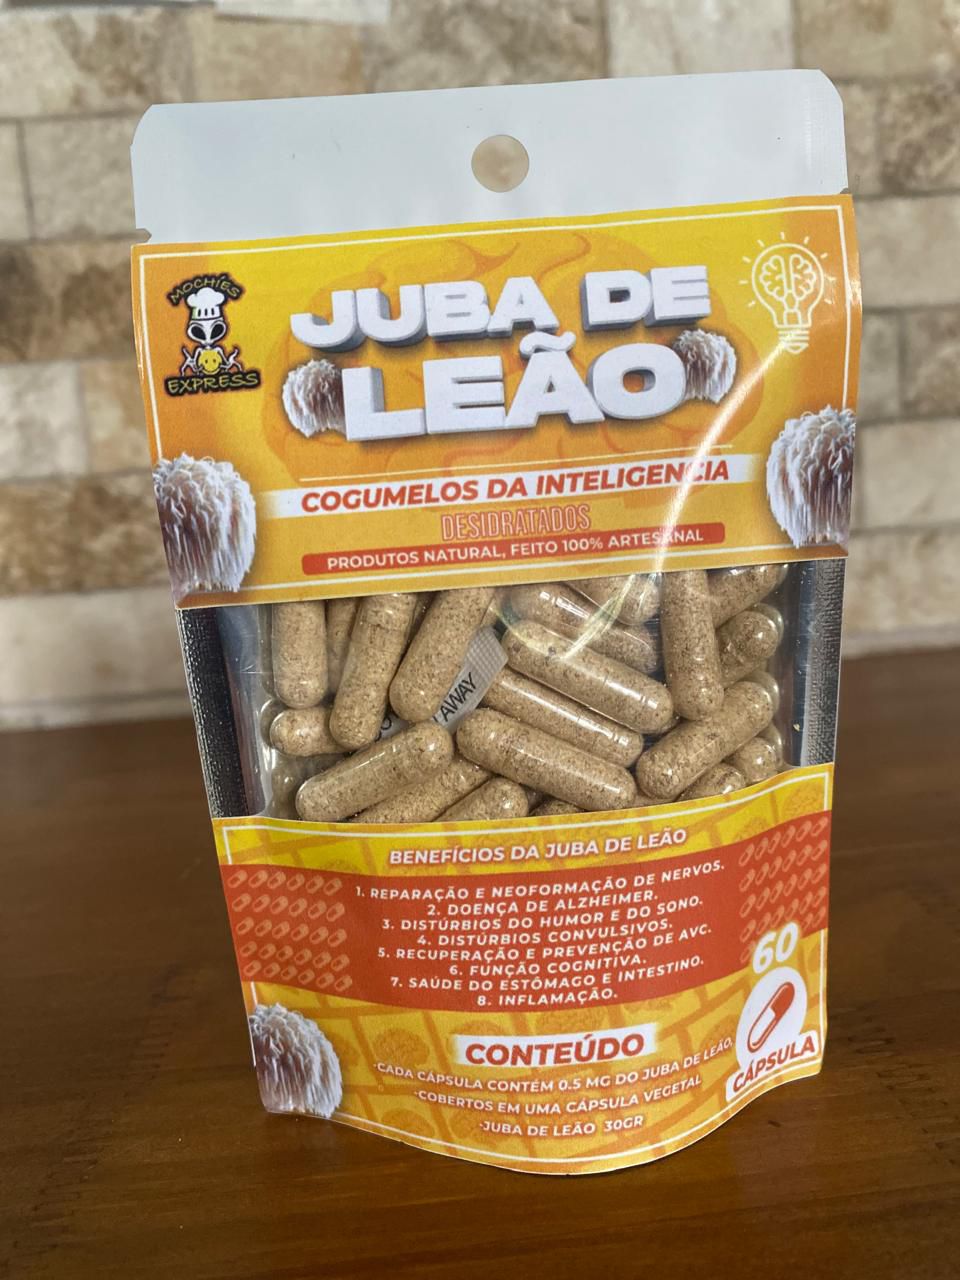 MOCHÍES
EXPRESS
JUBA DE
LEÃO
COGUMELOS DA INTELIGENCIA
DESIDRATADOS
PRODUTOS NATURAL, FEITO 100% ARTESANAL
AWAY
BENEFÍCIOS DA JUBA DE LEÃO
1. REPARAÇÃO E NEOFORMAÇÃO DE NERVOS.
2. DOENÇA DE ALZHEIMER.
3. DISTÚRBIOS DO HUMOR E DO SONO.
4. DISTÚRBIOS CONVULSIVOS.
5. RECUPERAÇÃO E PREVENÇÃO DE AVC.
6. FUNÇÃO COGNITIVA.
7. SAÚDE DO ESTÔMAGO E INTESTINO.
8. INFLAMAÇÃO.
60
CÁPSULA
CONTEÚDO
-CADA CÁPSULA CONTÉM 0.5 MG DO JUBA DE LEÃO,
-COBERTOS EM UMA CÁPSULA VEGETAL
-JUBA DE LEÃO 30GR